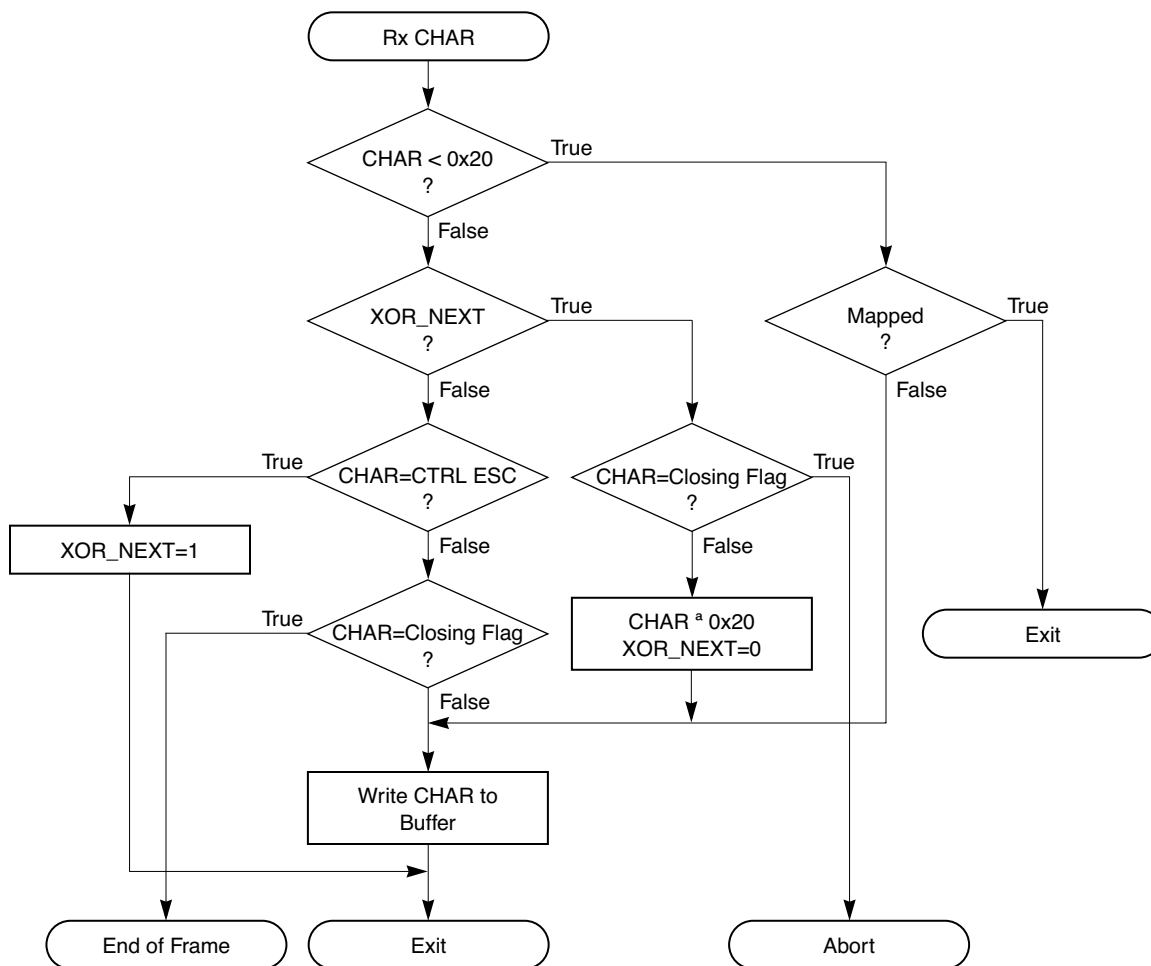 Rx CHAR
CHAR < 0x20
?
True
False
XOR_NEXT
?
True
False
Mapped
?
True
False
CHAR=CTRL ESC
?
True
False
CHAR=Closing Flag
?
True
False
XOR_NEXT=1
CHAR=Closing Flag
?
True
False
CHAR ª 0x20
XOR_NEXT=0
Exit
Write CHAR to
Buffer
End of Frame
Exit
Abort